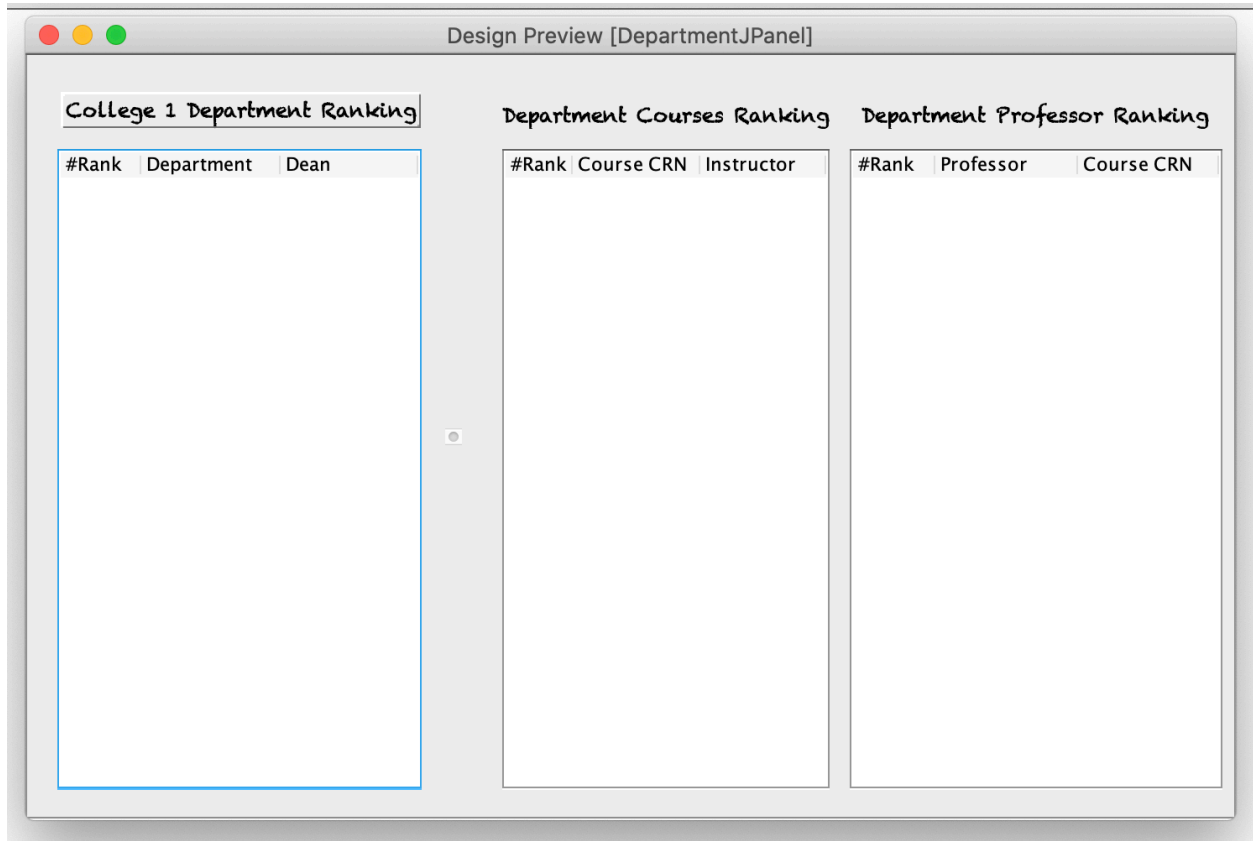 Design Preview [DepartmentJPanel]
College 1 Department Ranking
Department Courses Ranking
Department Professor Ranking
#Rank Department Dean
#Rank Course CRN Instructor
#Rank Professor Course CRN